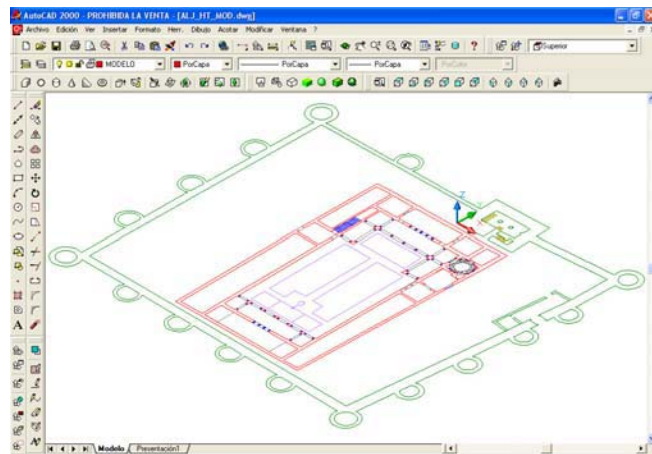 AutoCAD 2000 - PROHIBIDA LA VENTA - [ALJ_HT_MOD.dwg]
Archivo Edición Ver Insertar Formato Herr. Dibujo Acotar Modificar Ventana ?
Superior
MODELO PorCapa PorCapa PorCapa PorColor
Z
Modelo Presentación1